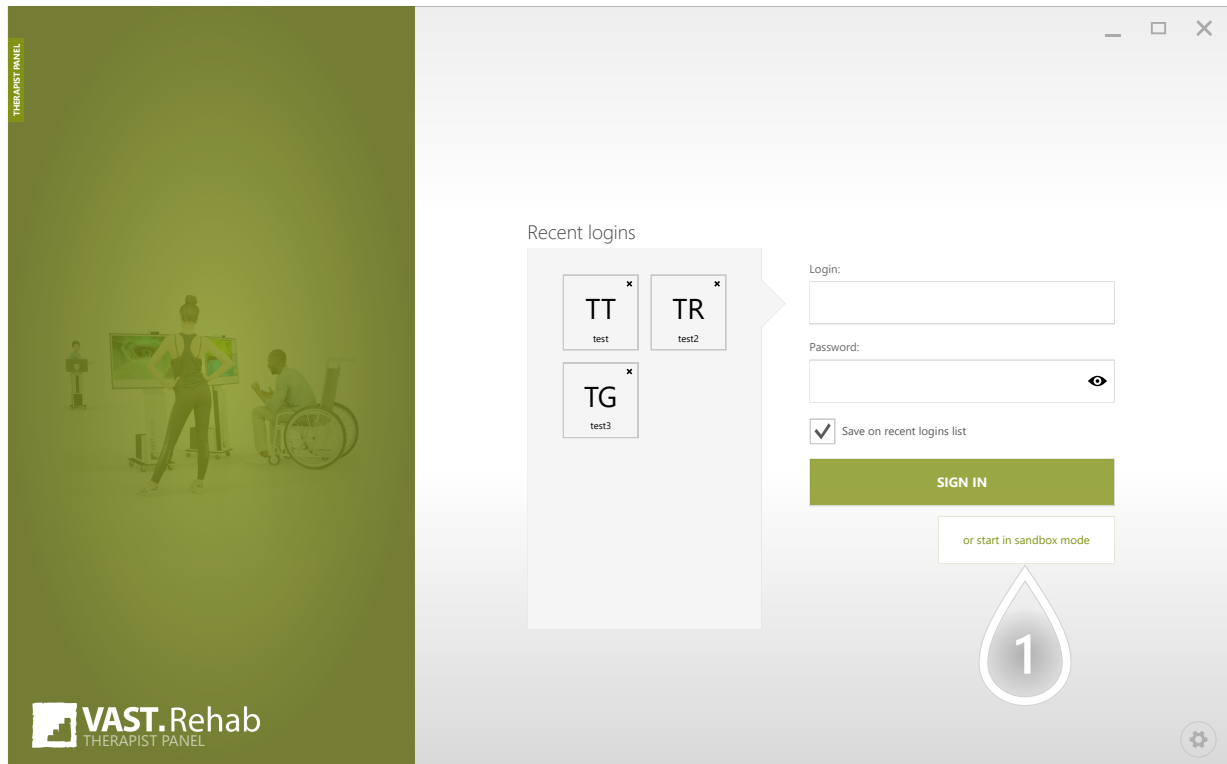 THERAPIST PANEL
Recent logins
TT
test
TR
test2
TG
test3
Login:
Password:
Save on recent logins list
SIGN IN
or start in sandbox mode
1
VAST.Rehab
THERAPIST PANEL